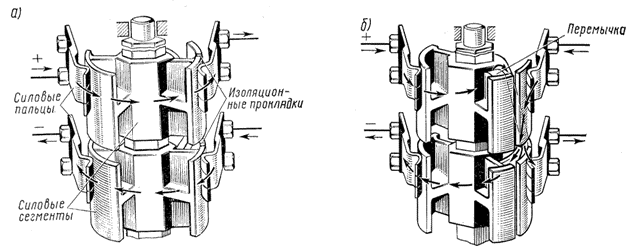 а)
+
Силовые
пальцы
Изоляцион-
ные прокладки
−
Силовые
сегменты
б)
+
Перемычка
−